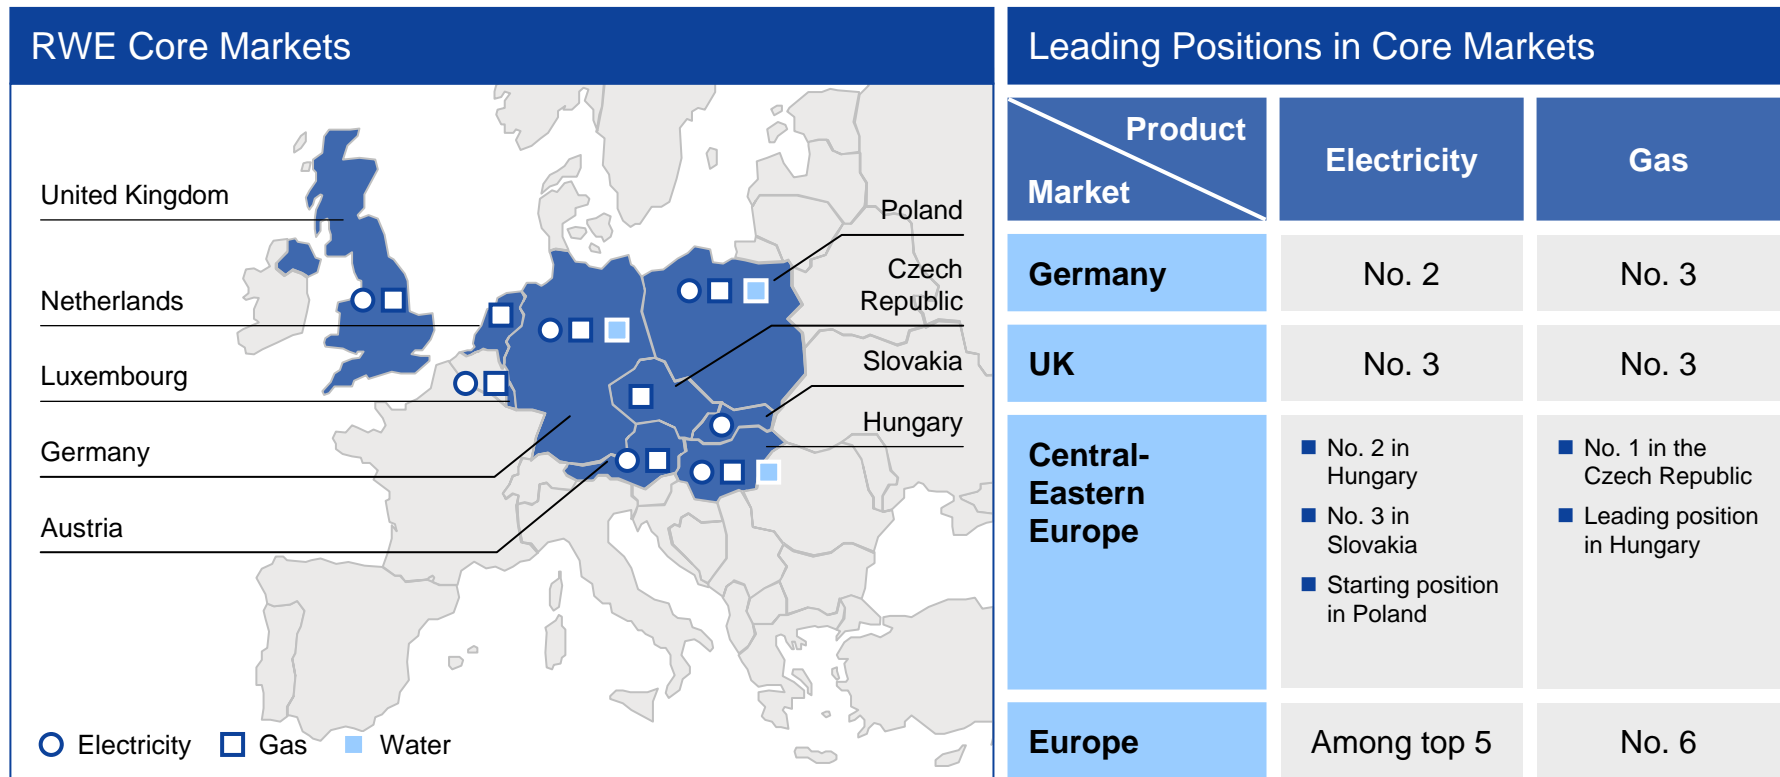 RWE Core Markets
United Kingdom
Netherlands
Luxembourg
Germany
Austria
Poland
Czech
Republic
Slovakia
Hungary
Electricity
Gas
Water
Leading Positions in Core Markets
Product
Market
Electricity
Gas
Germany
No. 2
No. 3
UK
No. 3
No. 3
Central-
Eastern
Europe
No. 2 in
Hungary
No. 3 in
Slovakia
Starting position
in Poland
No. 1 in the
Czech Republic
Leading position
in Hungary
Europe
Among top 5
No. 6